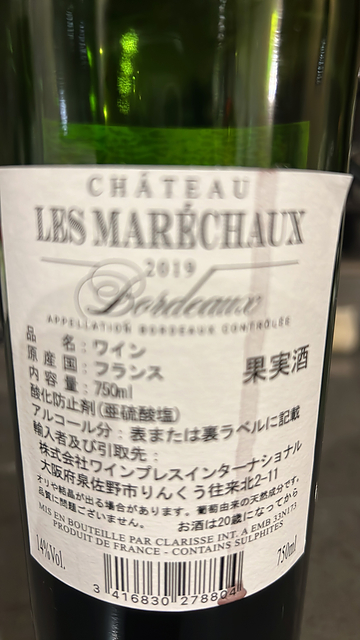 CHÂTEAU
LES MARÉCHAUX
2019
Bordeaux
APPELLATION BORDEAUX CONTRÔLÉE
品名：ワイン
原産国：フランス
内容量：750ml
果実酒
酸化防止剤(亜硫酸塩)
アルコール分：表または裏ラベルに記載
輸入者及び引取先：
株式会社ワインプレスインターナショナル
大阪府泉佐野市りんくう往来北2-11
オリや結晶が出る場合があります。葡萄由来の天然成分です。
品質に問題ございません。 お酒は20歳になってから
MIS EN BOUTEILLE PAR CLARISSE INT. A EMB 33N173
PRODUIT DE FRANCE - CONTAINS SULPHITES
14%Vol.
750ml
3 416830 278804